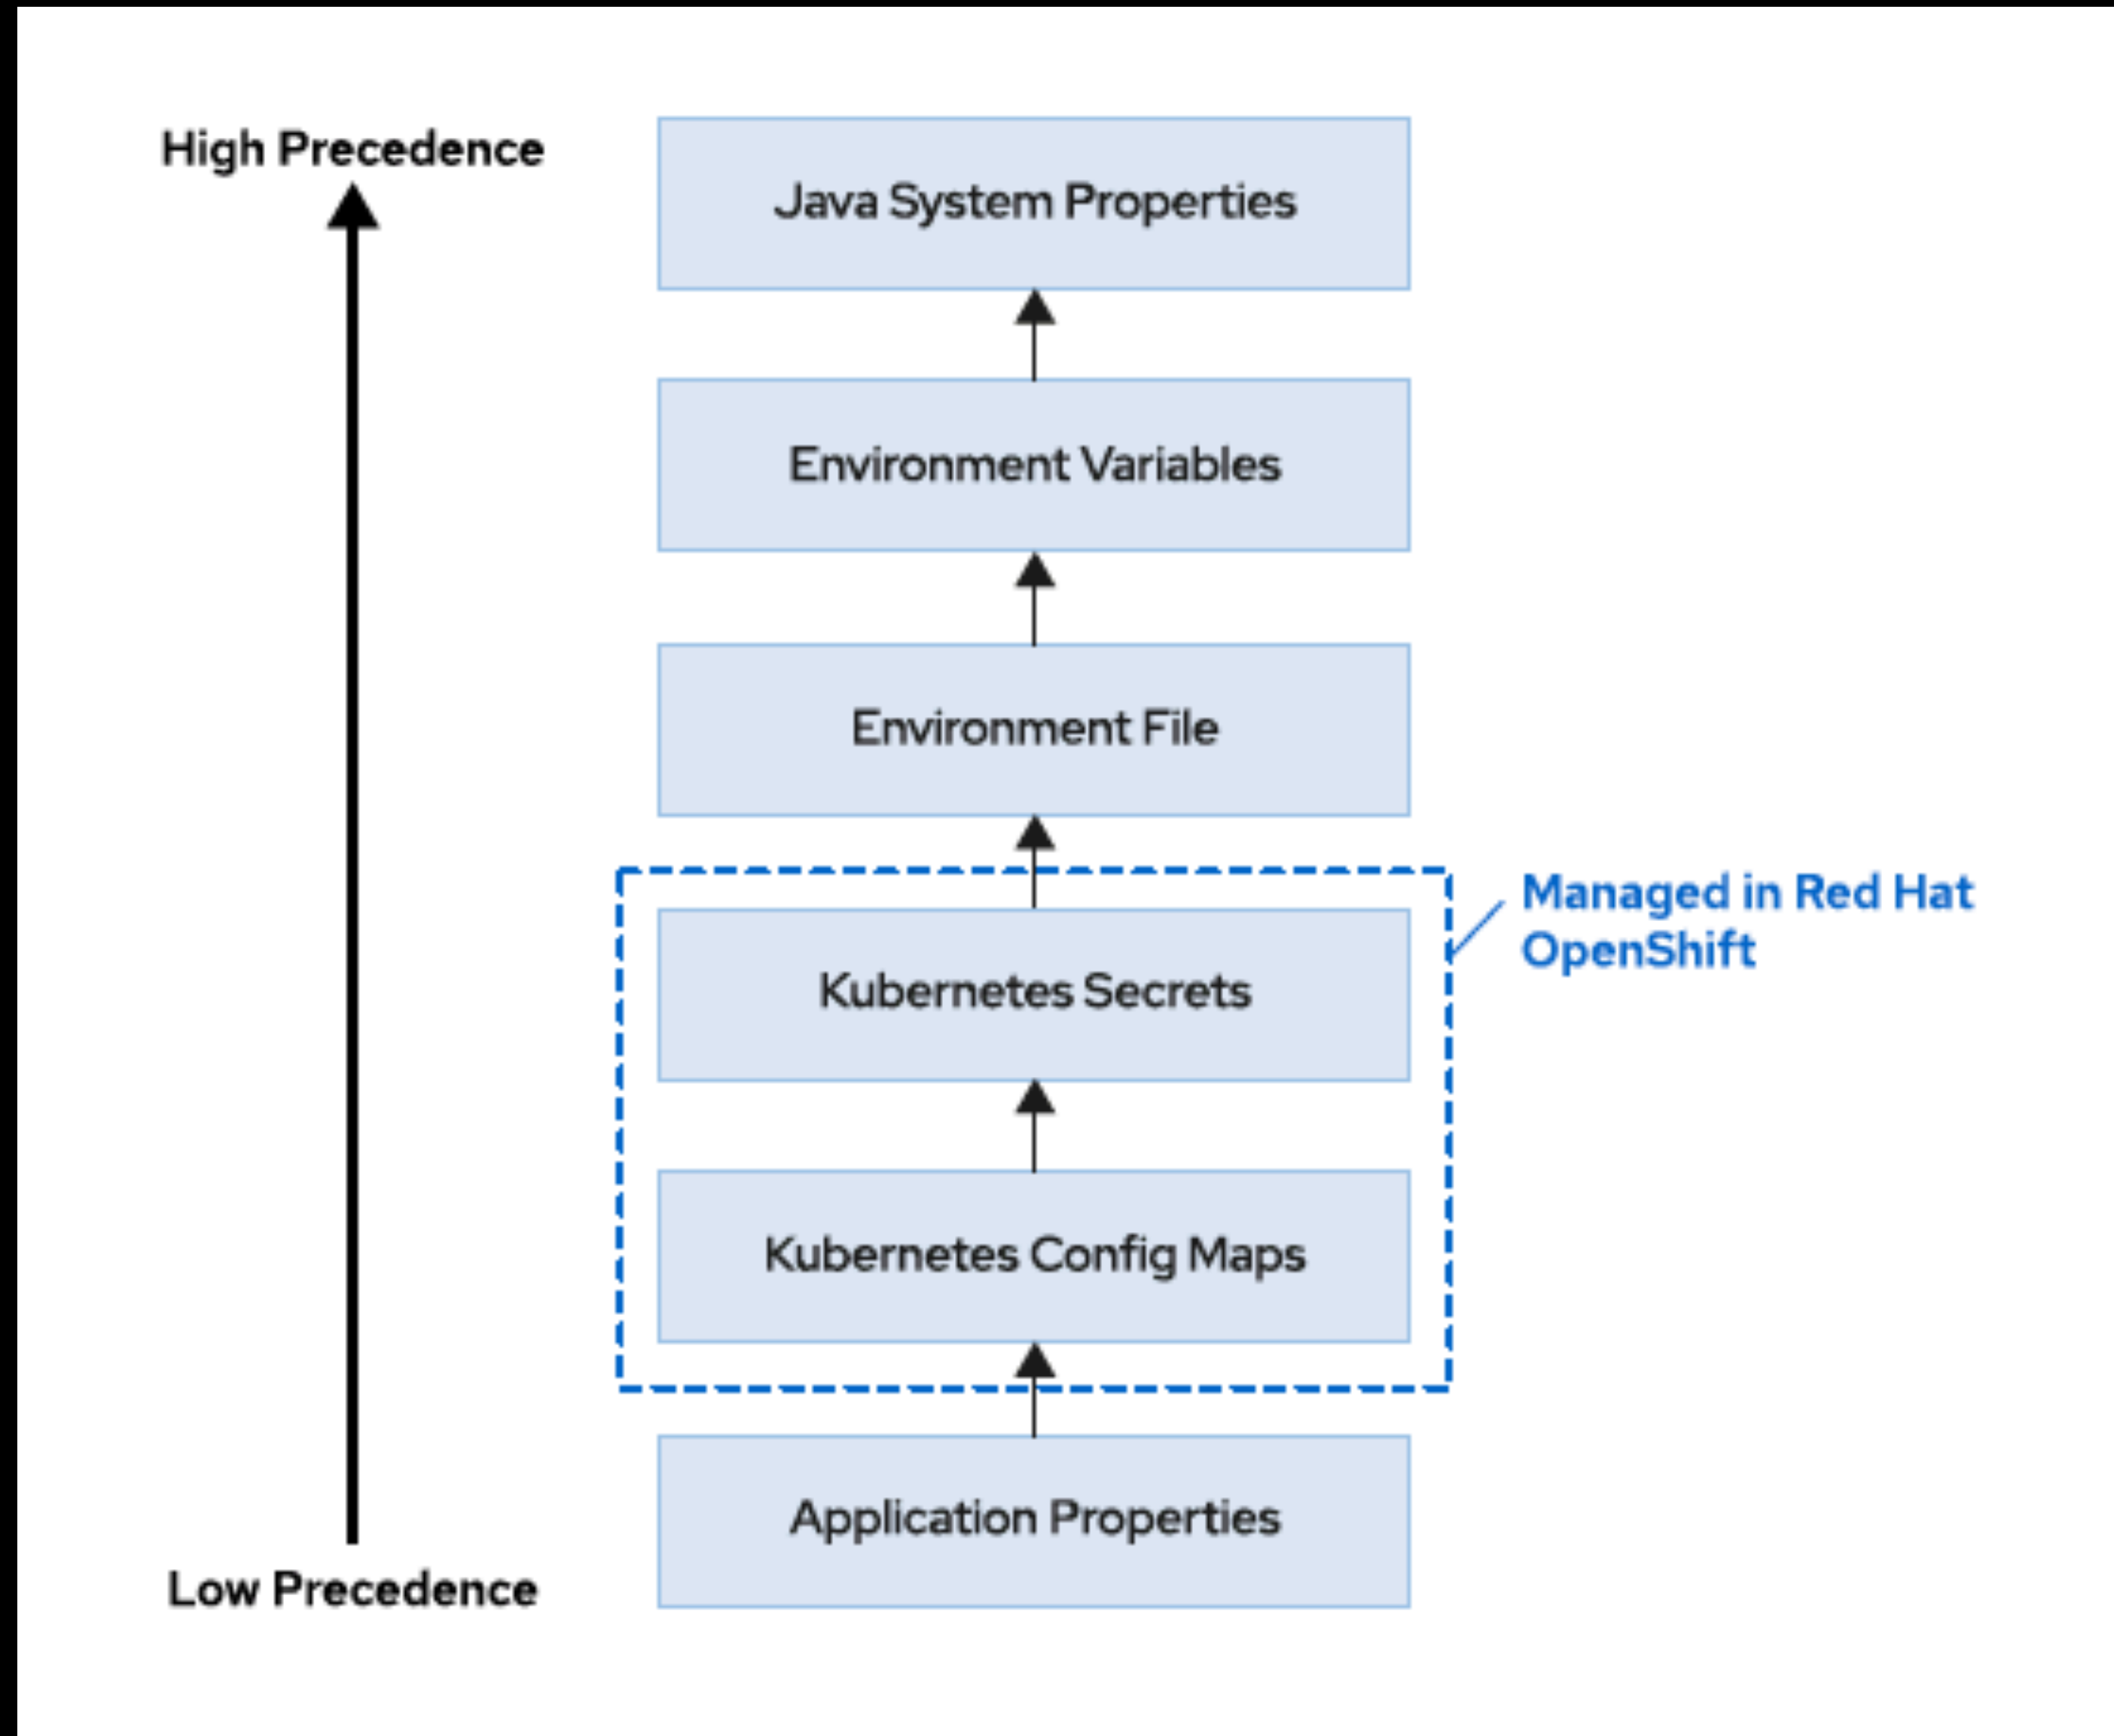 High Precedence
Java System Properties
Environment Variables
Environment File
Managed in Red Hat
OpenShift
Kubernetes Secrets
Kubernetes Config Maps
Application Properties
Low Precedence